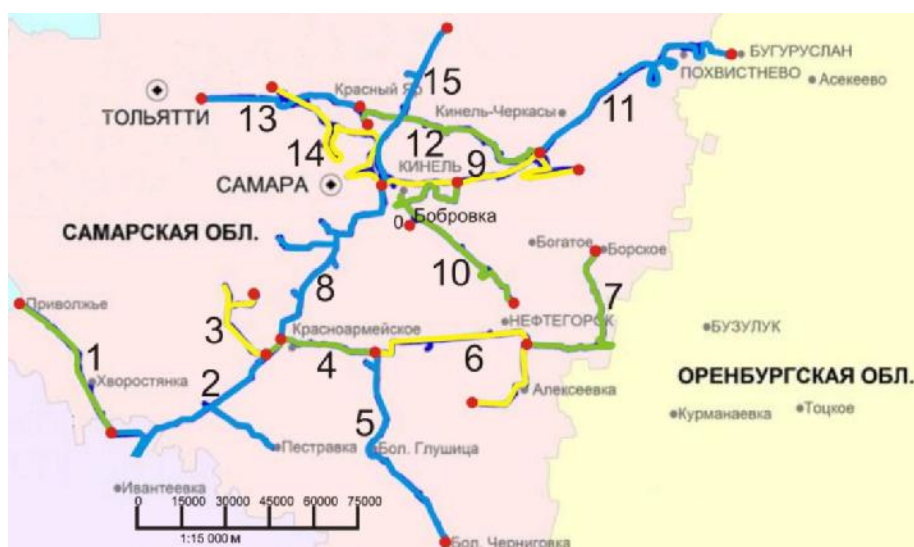 15
БУГУРУСЛАН
ПОХВИСТНЕВО
Асекеево
Красный Яр
11
ТОЛЬЯТТИ
13
Кинель-Черкасы
12
14
9
КИНЕЛЬ
САМАРА
0
Бобровка
САМАРСКАЯ ОБЛ.
Богатое
Борское
10
8
7
Приволжье
3
НЕФТЕГОРСК
Красноармейское
БУЗУЛУК
1
4
6
Хворостянка
2
ОРЕНБУРГСКАЯ ОБЛ.
Алексеевка
5
Курманаевка
Тоцкое
Пестравка
Бол. Глушица
Ивантеевка
0 15000 30000 45000 60000 75000
1:15 000 м
Бол. Черниговка